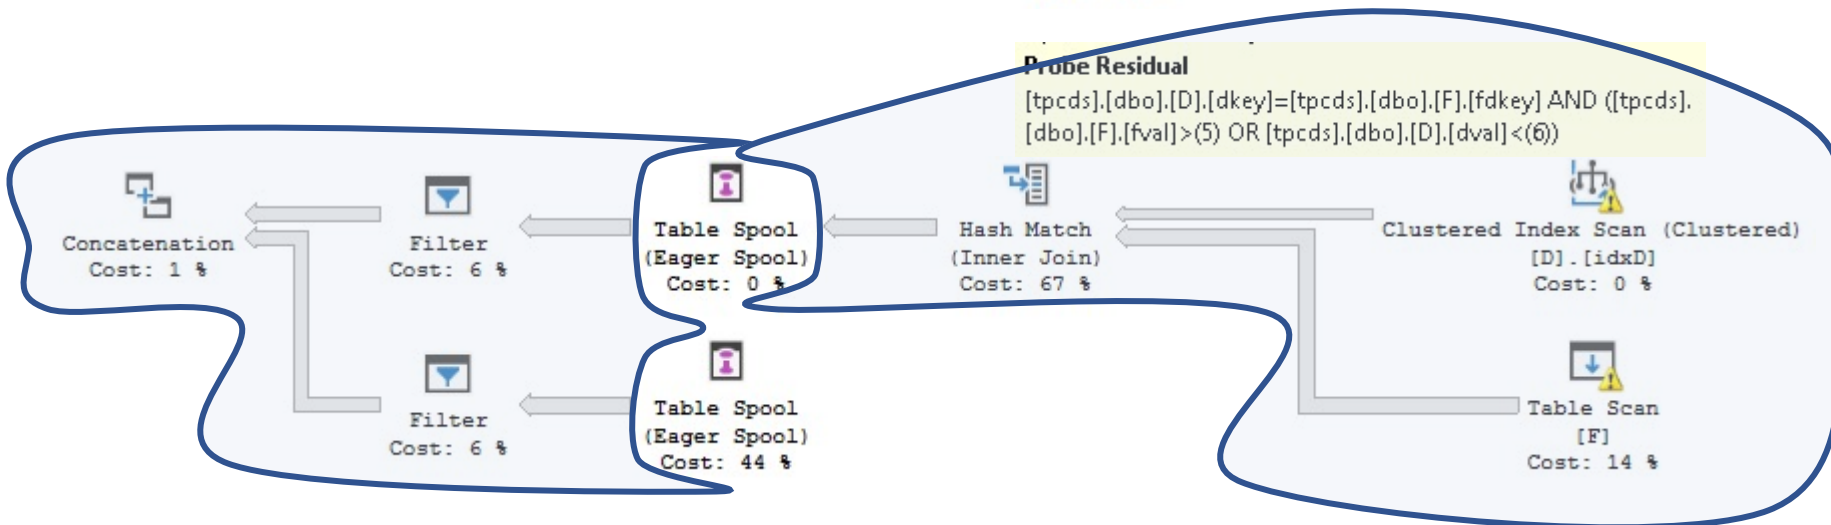 Probe Residual
[tpcds].[dbo].[D].[dkey]=[tpcds].[dbo].[F].[fdkey] AND ([tpcds].
[dbo].[F].[fval]>(5) OR [tpcds].[dbo].[D].[dval]<(6))
Concatenation
Cost: 1 %
Filter
Cost: 6 %
Table Spool
(Eager Spool)
Cost: 0 %
Hash Match
(Inner Join)
Cost: 67 %
Clustered Index Scan (Clustered)
[D].[idxD]
Cost: 0 %
Filter
Cost: 6 %
Table Spool
(Eager Spool)
Cost: 44 %
Table Scan
[F]
Cost: 14 %